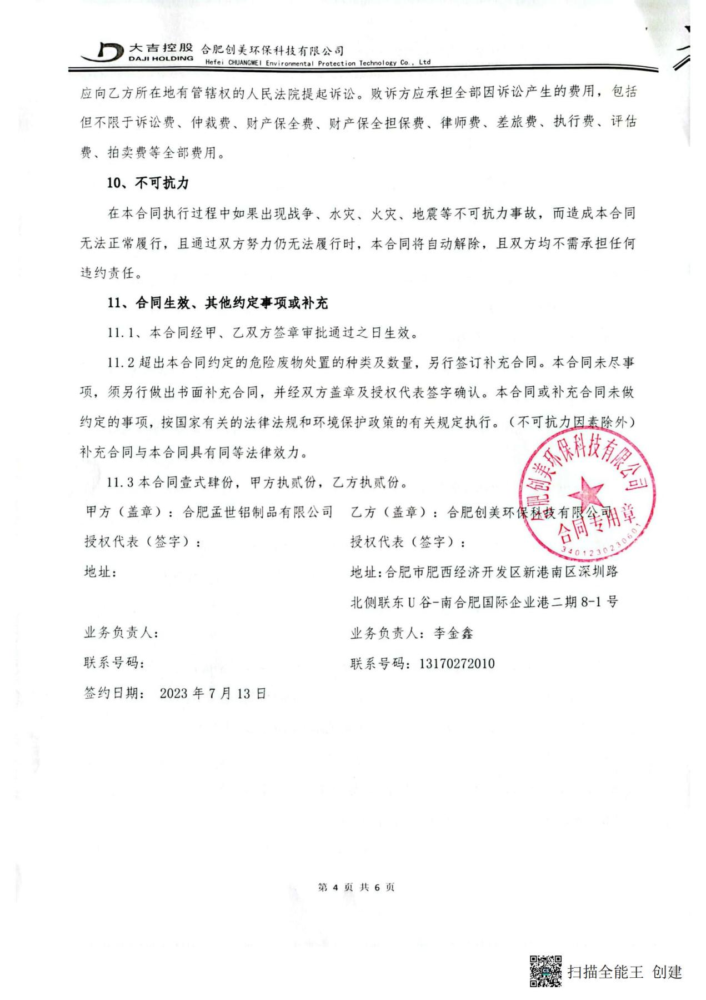 大吉控股 合肥创美环保科技有限公司
DAJI HOLDING Hefei CHUANGMEI Environmental Protection Technology Co., Ltd
应向乙方所在地有管辖权的人民法院提起诉讼。败诉方应承担全部因诉讼产生的费用，包括
但不限于诉讼费、仲裁费、财产保全费、财产保全担保费、律师费、差旅费、执行费、评估
费、拍卖费等全部费用。
10、不可抗力
在本合同执行过程中如果出现战争、水灾、火灾、地震等不可抗力事故，而造成本合同
无法正常履行，且通过双方努力仍无法履行时，本合同将自动解除，且双方均不需承担任何
违约责任。
11、合同生效、其他约定事项或补充
11.1、本合同经甲、乙双方签章审批通过之日生效。
11.2 超出本合同约定的危险废物处置的种类及数量，另行签订补充合同。本合同未尽事
项，须另行做出书面补充合同，并经双方盖章及授权代表签字确认。本合同或补充合同未做
约定的事项，按国家有关的法律法规和环境保护政策的有关规定执行。（不可抗力因素除外）
补充合同与本合同具有同等法律效力。
11.3 本合同壹式肆份，甲方执贰份，乙方执贰份。
甲方（盖章）：合肥孟世铝制品有限公司 乙方（盖章）：合肥创美环保科技有限公司
合肥创美环保科技有限公司
合同专用章
3401230230601
授权代表（签字）： 授权代表（签字）：
地址： 地址：合肥市肥西经济开发区新港南区深圳路
北侧联东 U 谷-南合肥国际企业港二期 8-1 号
业务负责人： 业务负责人：李金鑫
联系号码： 联系号码：13170272010
签约日期： 2023 年 7 月 13 日
第 4 页 共 6 页
扫描全能王 创建